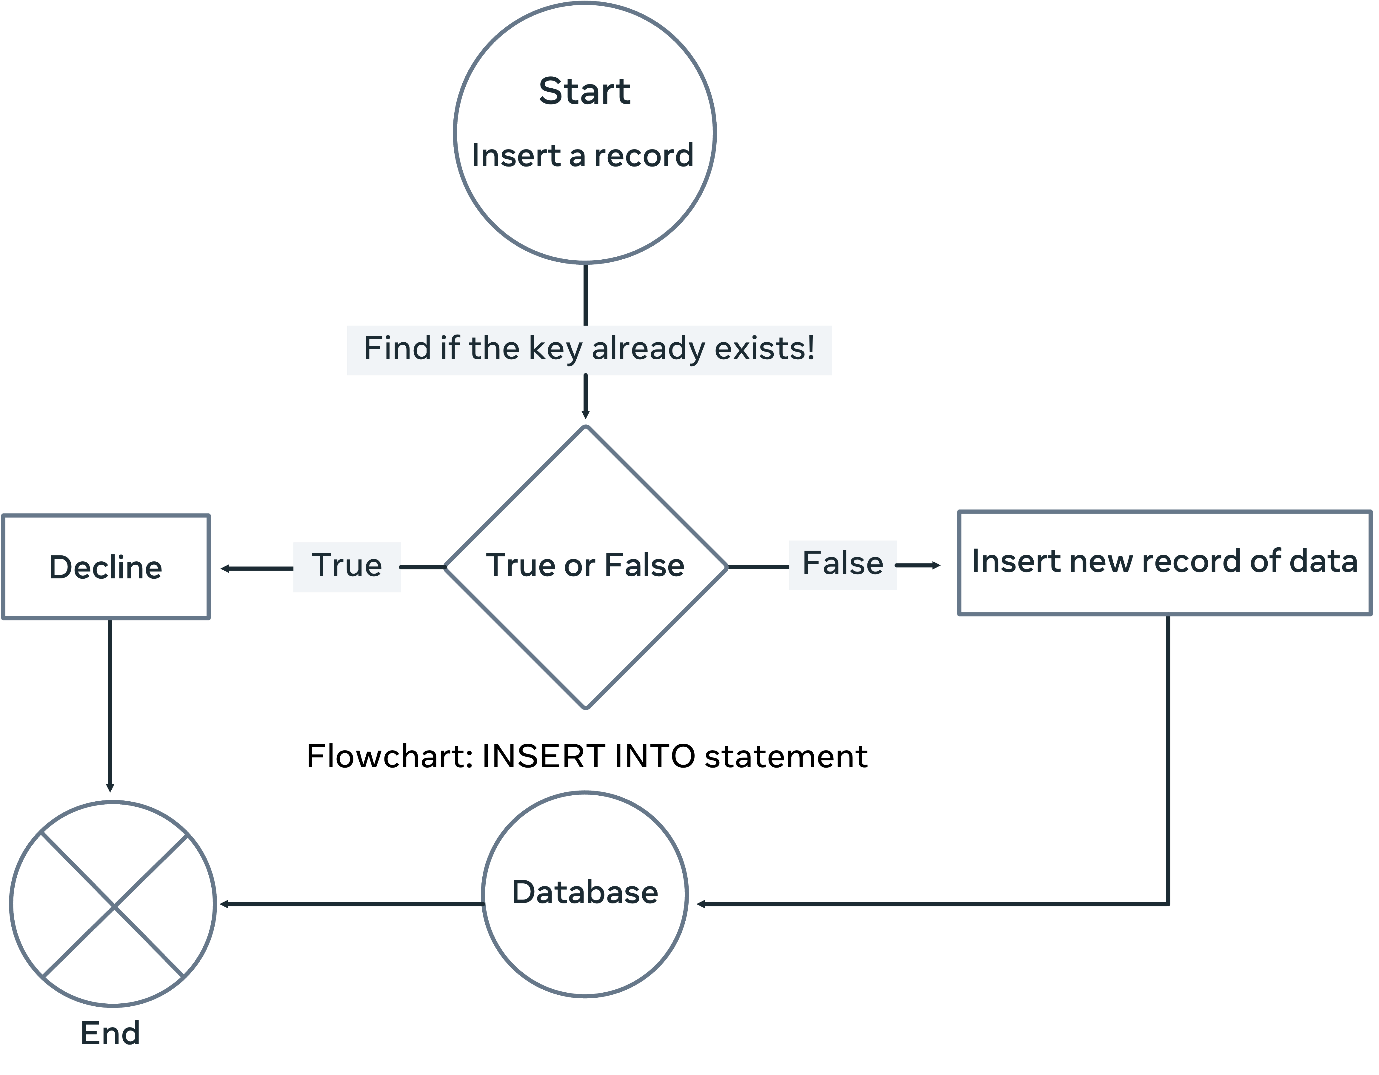 Start
Insert a record
Find if the key already exists!
Decline
True
True or False
False
Insert new record of data
Flowchart: INSERT INTO statement
Database
End